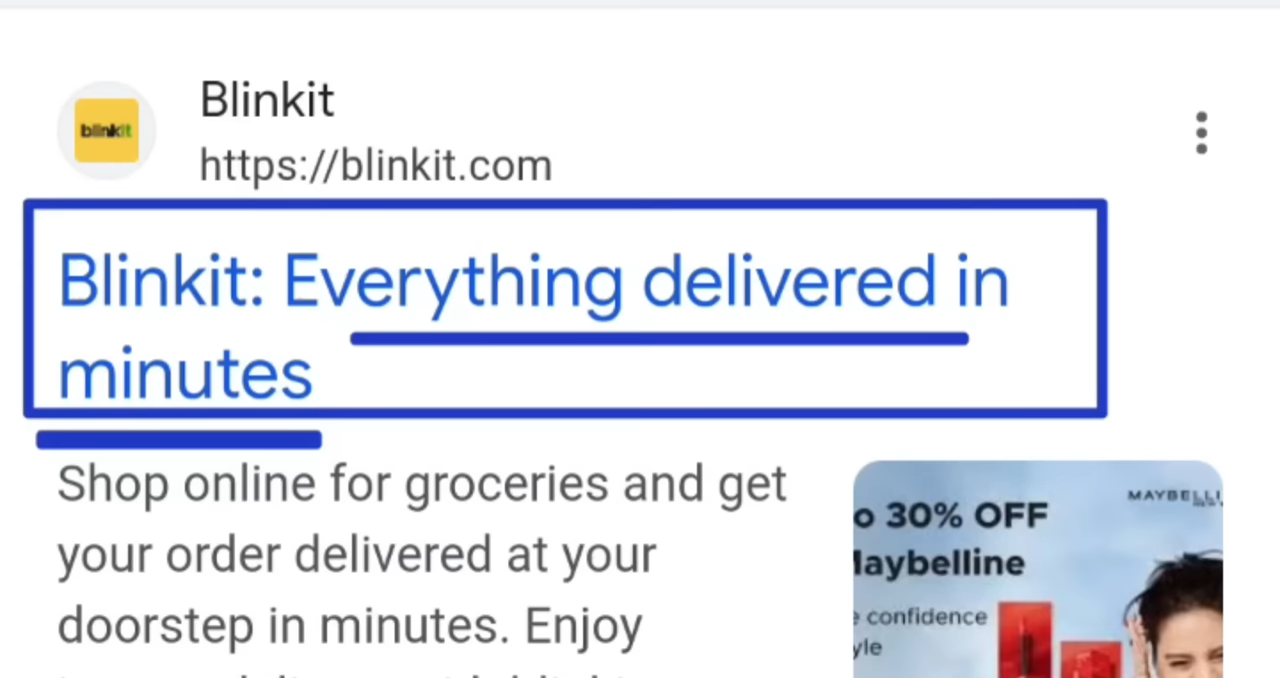 blinkit
Blinkit
https://blinkit.com
Blinkit: Everything delivered in
minutes
Shop online for groceries and get
your order delivered at your
doorstep in minutes. Enjoy
o 30% OFF
MAYBELLI
aybelline
confidence
yle